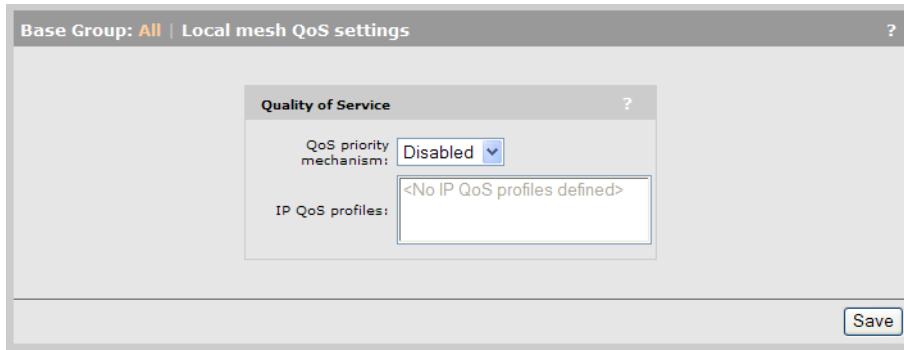 Base Group: All | Local mesh QoS settings ?
Quality of Service ?
QoS priority
mechanism: Disabled
IP QoS profiles: <No IP QoS profiles defined>
Save